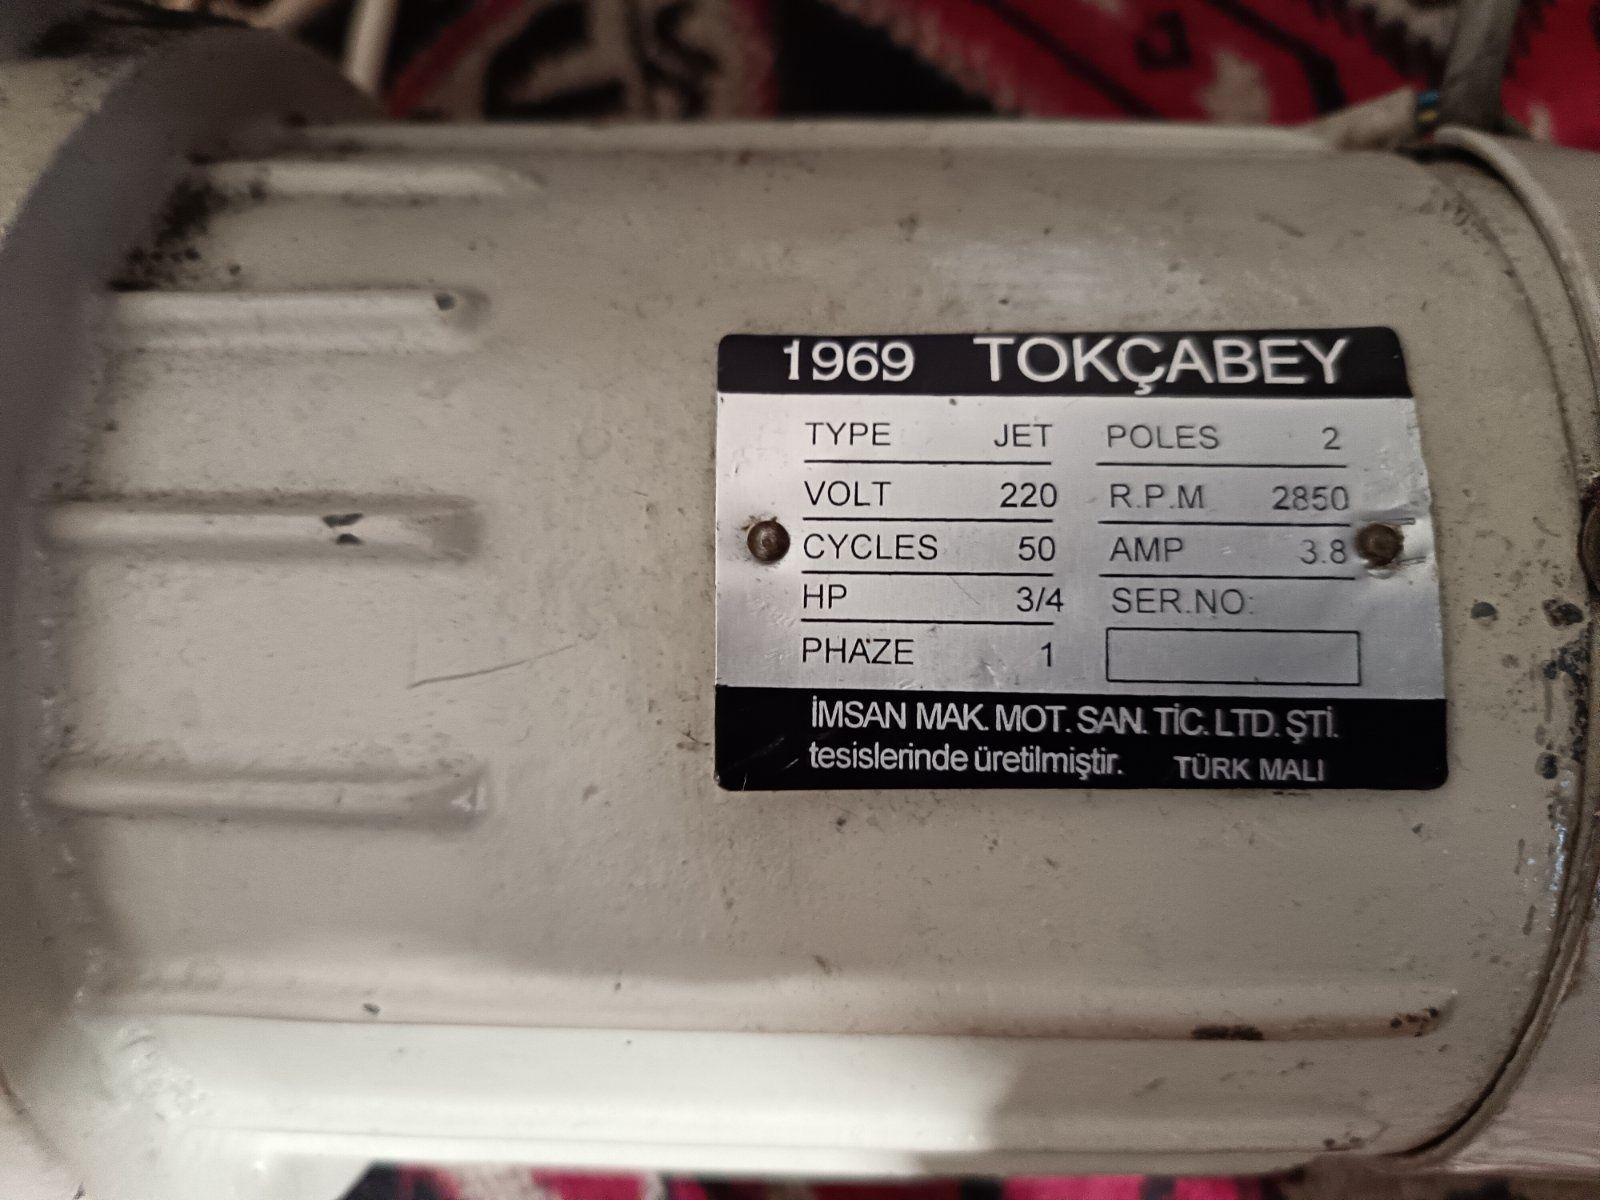 1969 TOKÇABEY
TYPE JET POLES 2
VOLT 220 R.P.M 2850
CYCLES 50 AMP 3.8
HP 3/4 SER.NO:
PHAZE 1
İMSAN MAK. MOT. SAN. TİC. LTD. ŞTİ.
tesislerinde üretilmiştir. TÜRK MALI